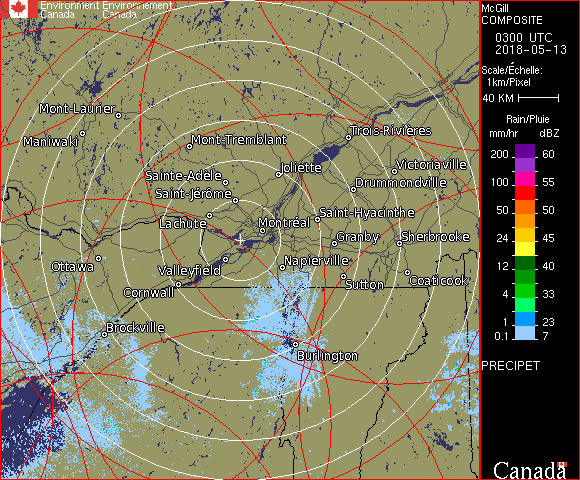 Environment Environnement
Canada Canada
McGill
COMPOSITE
0300 UTC
2018-05-13
Scale/Échelle:
1km/Pixel
40 KM
Rain/Pluie
mm/hr dBZ
200 60
155
100 55
50 50
24 45
12 40
4 33
1 23
0.1 7
PRECIPET
Canada
Mont-Laurier
Maniwaki
Mont-Tremblant
Trois-Rivières
Sainte-Adèle
Joliette
Victoriaville
Saint-Jérôme
Drummondville
Lachute
Montréal
Saint-Hyacinthe
Granby
Sherbrooke
Ottawa
Valleyfield
Napierville
Cornwall
Sutton
Coaticook
Brockville
Burlington